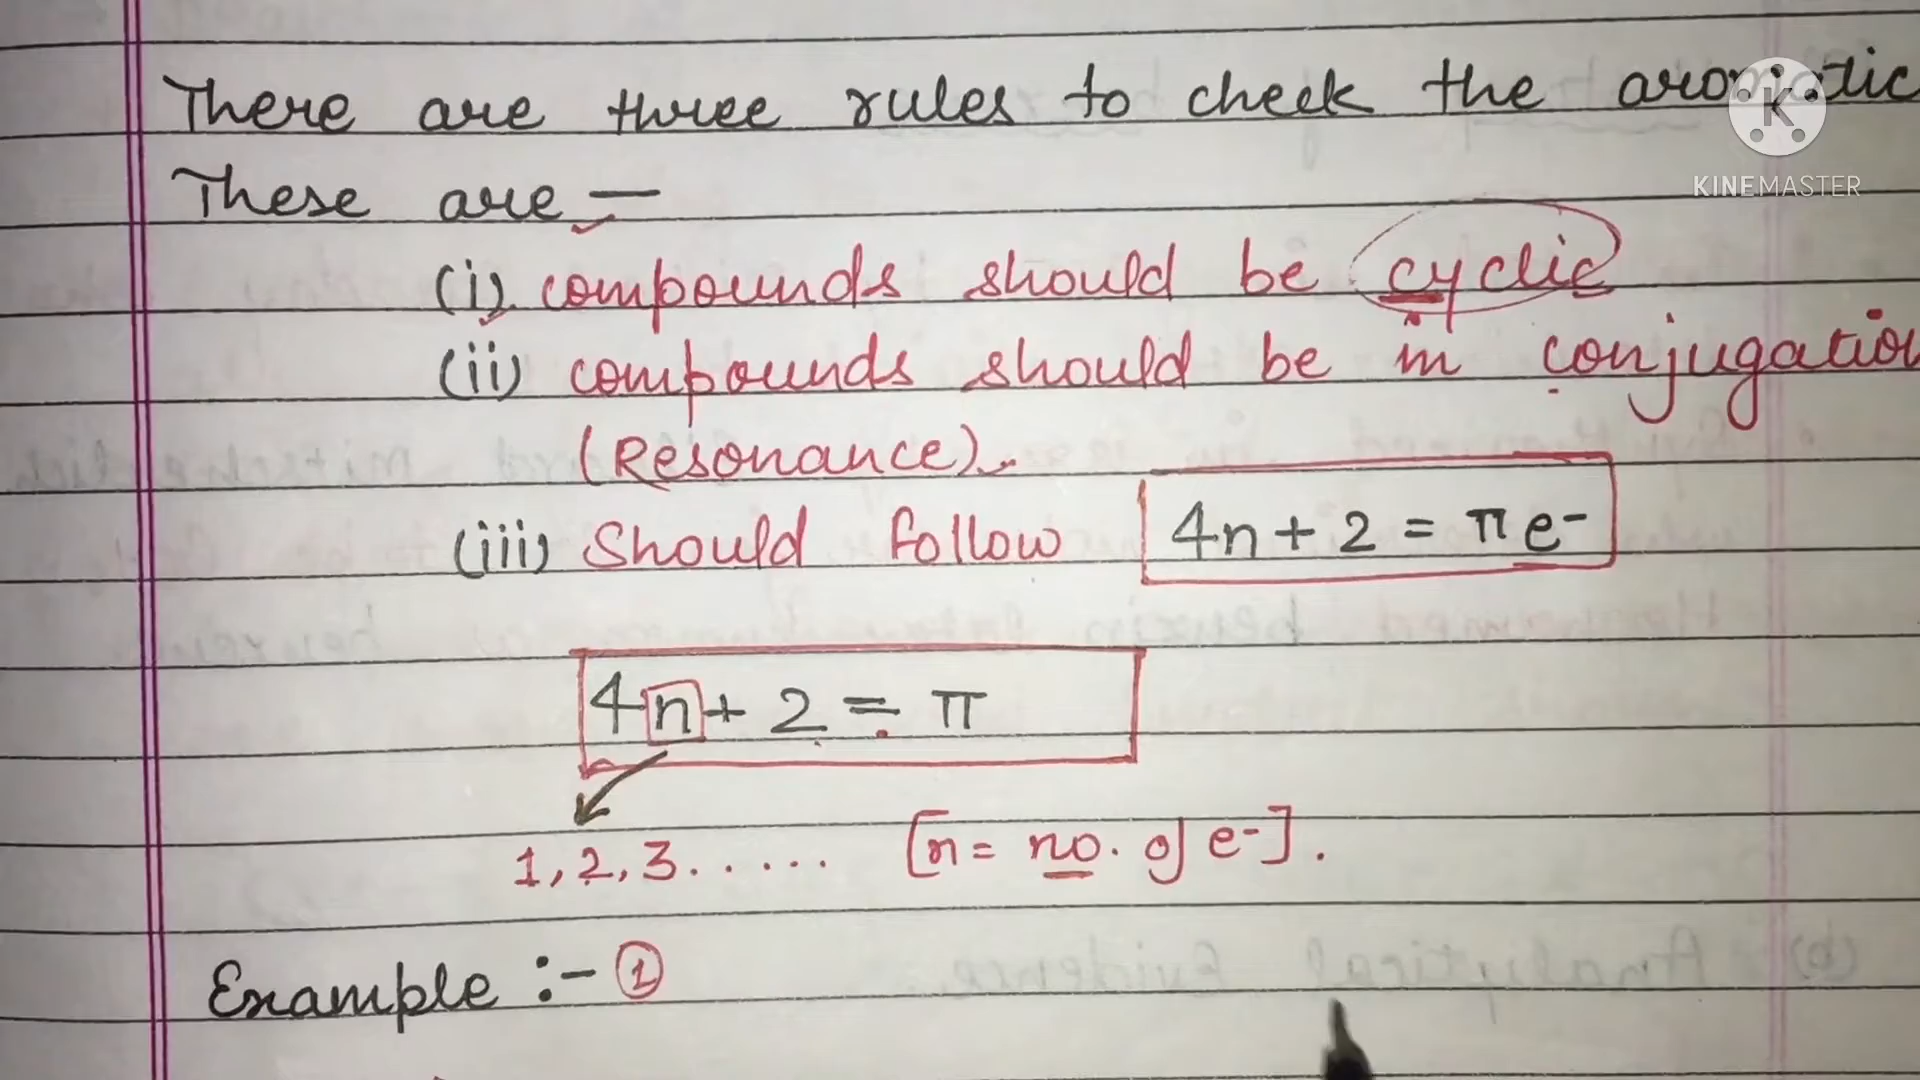 There are three rules to check the aromatic
KINEMASTER
These are —
(i) compounds should be cyclic
(ii) compounds should be in conjugation
(Resonance).
(iii) Should follow 4n + 2 = π e⁻
4n + 2 = π
1, 2, 3. . . . . . [n = no. of e⁻] .
Example :- ①